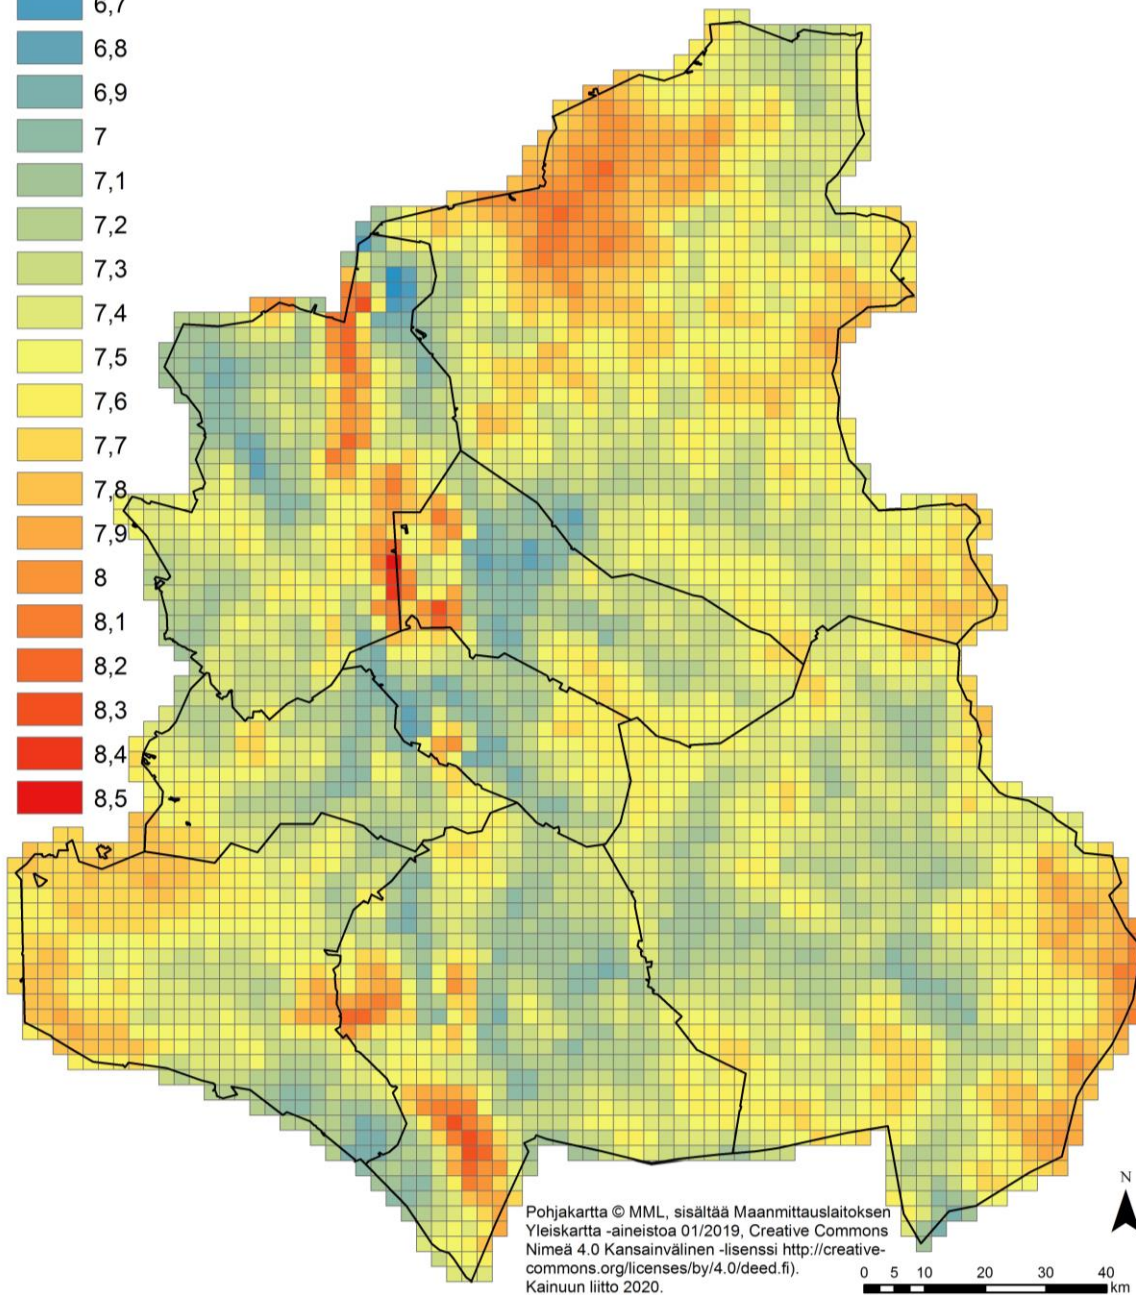 6,7
6,8
6,9
7
7,1
7,2
7,3
7,4
7,5
7,6
7,7
7,8
7,9
8
8,1
8,2
8,3
8,4
8,5
N
Pohjakartta © MML, sisältää Maanmittauslaitoksen
Yleiskartta -aineistoa 01/2019, Creative Commons
Nimeä 4.0 Kansainvälinen -lisenssi http://creative-
commons.org/licenses/by/4.0/deed.fi).
Kainuun liitto 2020.
0 5 10 20 30 40
km